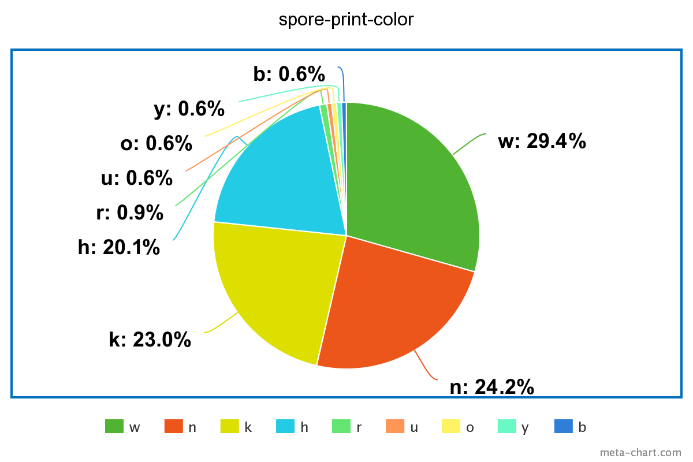 spore-print-color
b: 0.6%
y: 0.6%
o: 0.6%
u: 0.6%
r: 0.9%
h: 20.1%
k: 23.0%
w: 29.4%
n: 24.2%
w n k h r u o y b
meta-chart.com